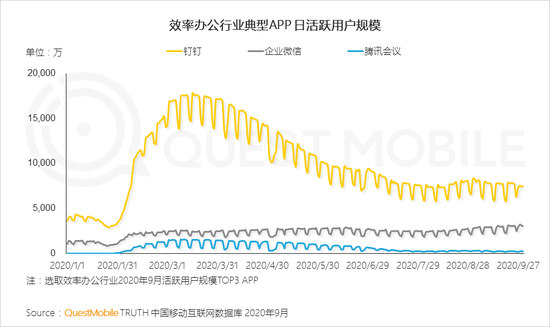 效率办公行业典型APP 日活跃用户规模
单位：万
钉钉 企业微信 腾讯会议
20,000
15,000
10,000
5,000
0
2020/1/1 2020/1/31 2020/3/1 2020/3/31 2020/4/30 2020/5/30 2020/6/29 2020/7/29 2020/8/28 2020/9/27
QUEST MOBILE
注：选取效率办公行业2020年9月活跃用户规模TOP3 APP
Source：QuestMobile TRUTH 中国移动互联网数据库 2020年9月